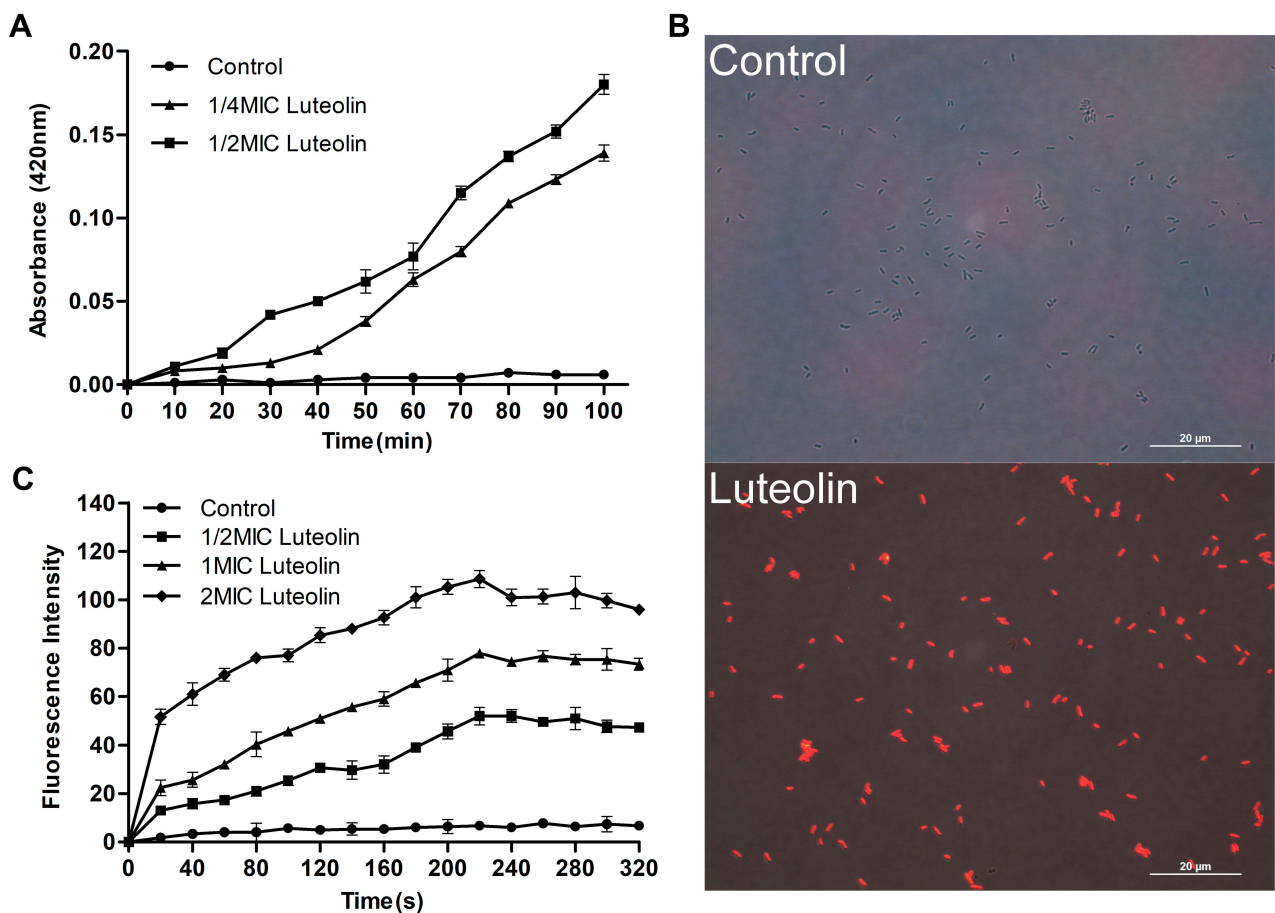 A
0.20
0.15
0.10
0.05
0.00
Absorbance (420nm)
Control
1/4MIC Luteolin
1/2MIC Luteolin
0 10 20 30 40 50 60 70 80 90 100
Time(min)
B
Control
20 µm
Luteolin
20 µm
C
140
120
100
80
60
40
20
0
Fluorescence Intensity
Control
1/2MIC Luteolin
1MIC Luteolin
2MIC Luteolin
0 40 80 120 160 200 240 280 320
Time(s)